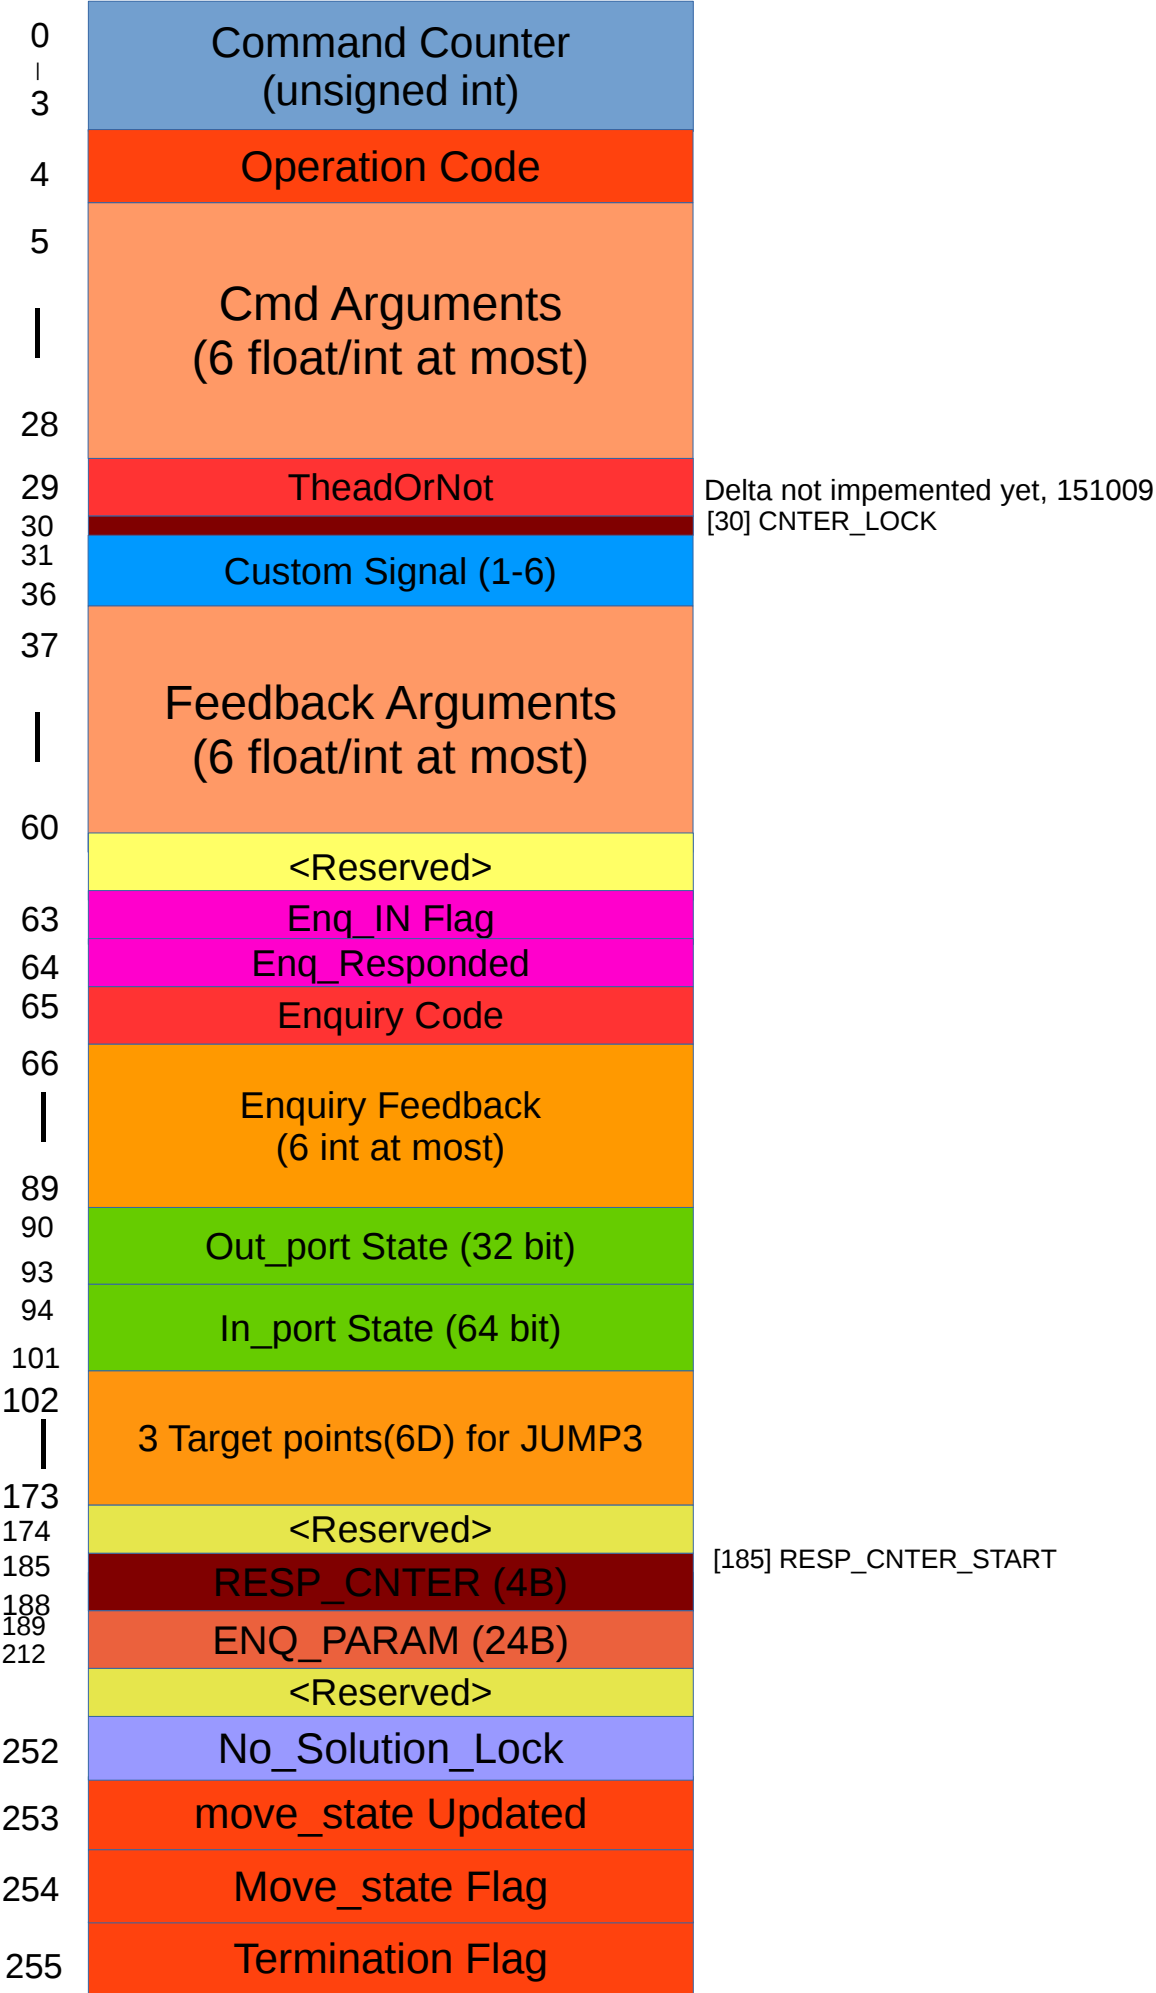 0
|
3
Command Counter
(unsigned int)
4
Operation Code
5
|
28
Cmd Arguments
(6 float/int at most)
29
TheadOrNot
Delta not impemented yet, 151009
30
[30] CNTER_LOCK
31
36
Custom Signal (1-6)
37
|
60
Feedback Arguments
(6 float/int at most)
<Reserved>
63
Enq_IN Flag
64
Enq_Responded
65
Enquiry Code
66
|
89
Enquiry Feedback
(6 int at most)
90
93
Out_port State (32 bit)
94
101
In_port State (64 bit)
102
|
173
3 Target points(6D) for JUMP3
174
<Reserved>
185
188
RESP_CNTER (4B)
[185] RESP_CNTER_START
189
212
ENQ_PARAM (24B)
<Reserved>
252
No_Solution_Lock
253
move_state Updated
254
Move_state Flag
255
Termination Flag